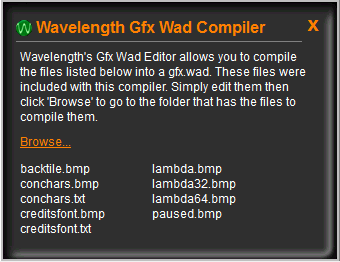 Wavelength Gfx Wad Compiler X
Wavelength's Gfx Wad Editor allows you to compile
the files listed below into a gfx.wad. These files were
included with this compiler. Simply edit them then
click 'Browse' to go to the folder that has the files to
compile them.
Browse...
backtile.bmp
conchars.bmp
conchars.txt
creditsfont.bmp
creditsfont.txt
lambda.bmp
lambda32.bmp
lambda64.bmp
paused.bmp